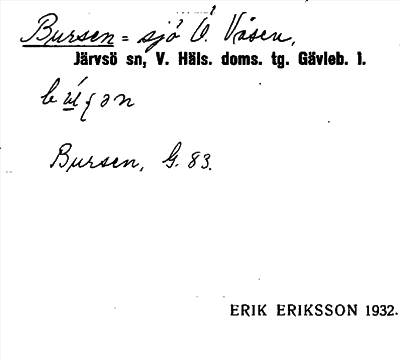 Bursen = sjö i Ö. Våsen,
Järvsö sn, V. Häls. doms. tg. Gävleb. l.
Bursen, G. 83.
ERIK ERIKSSON 1932.